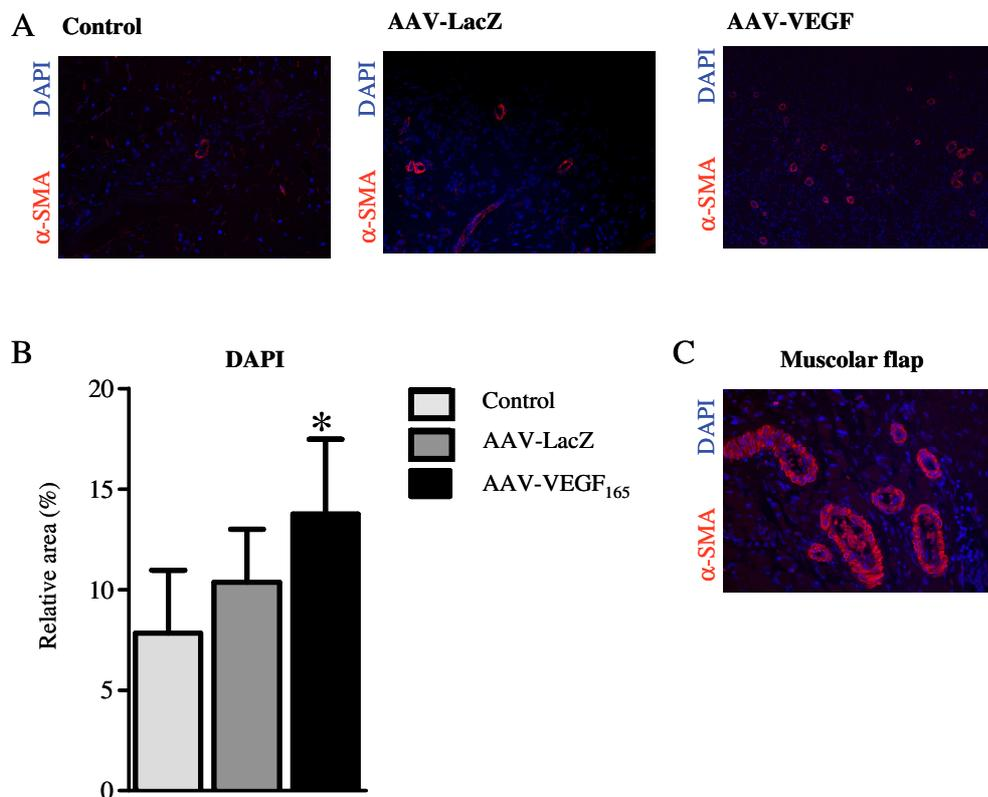 A
Control
AAV-LacZ
AAV-VEGF
α-SMA DAPI
α-SMA DAPI
α-SMA DAPI
B
DAPI
Relative area (%)
20
15
10
5
0
*
Control
AAV-LacZ
AAV-VEGF₁₆₅
C
Muscolar flap
α-SMA DAPI